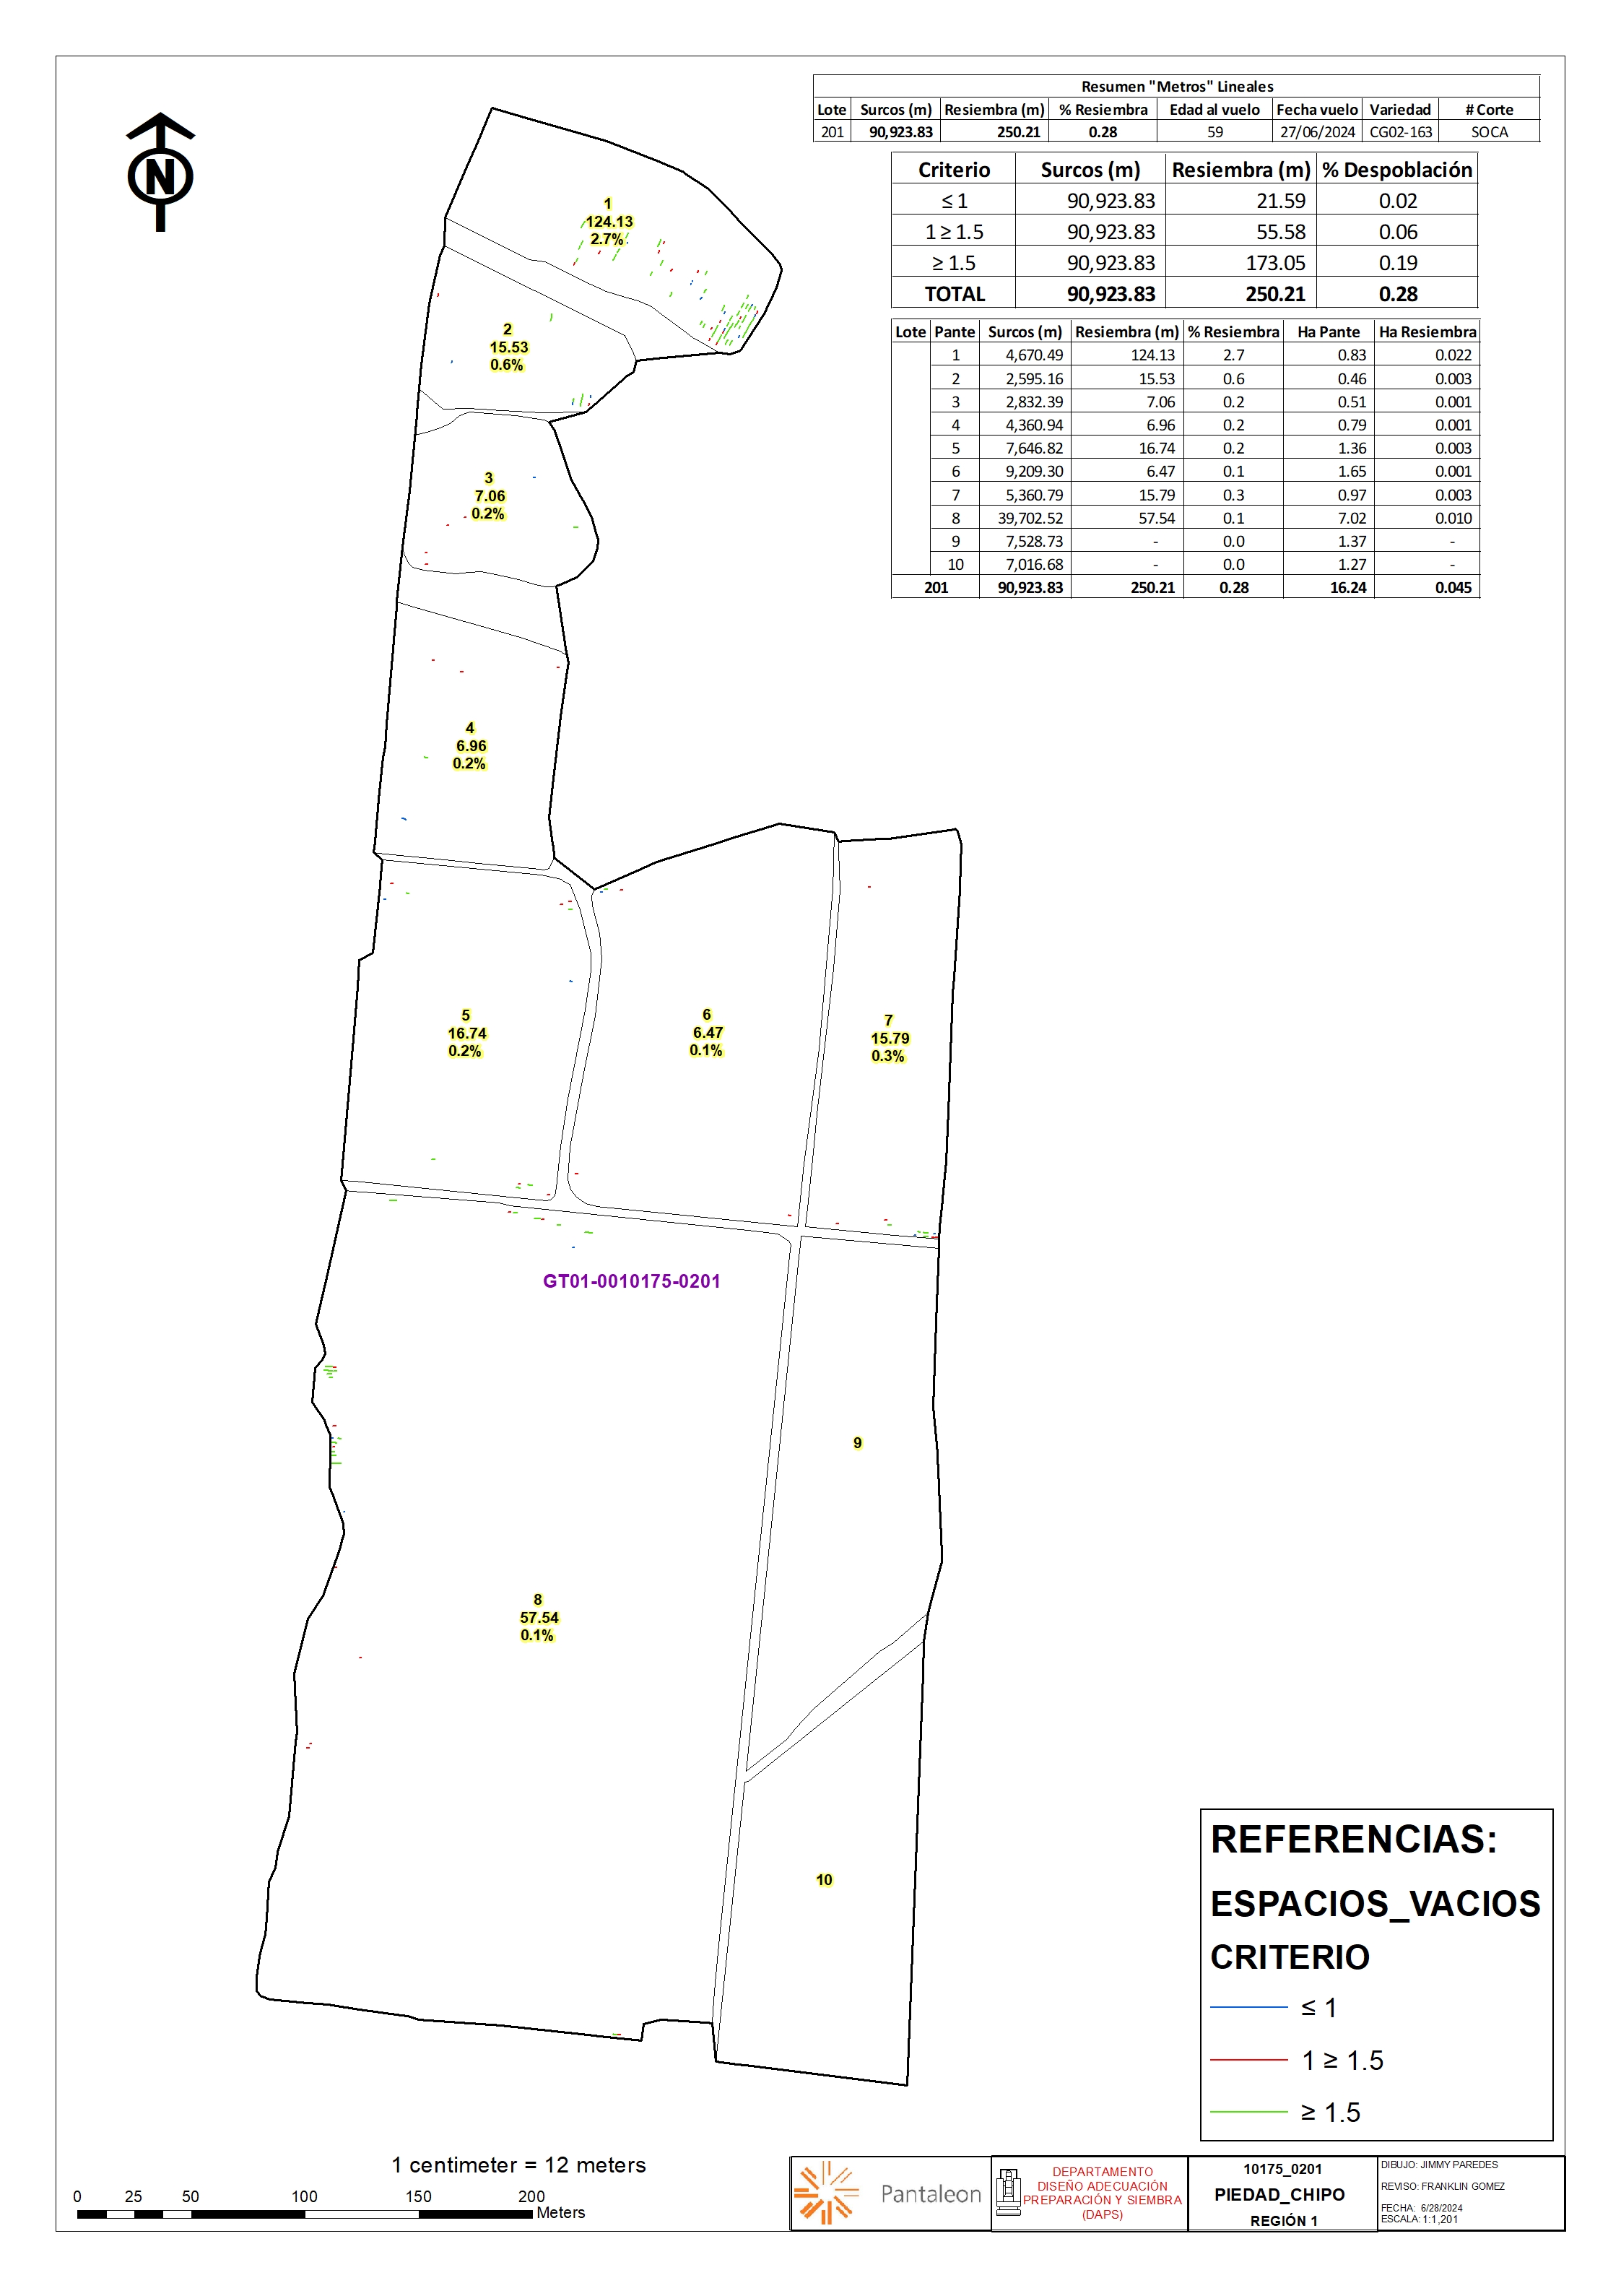 Resumen "Metros" Lineales
Lote Surcos (m) Resiembra (m) % Resiembra Edad al vuelo Fecha vuelo Variedad # Corte
201 90,923.83 250.21 0.28 59 27/06/2024 CG02-163 SOCA
Criterio Surcos (m) Resiembra (m) % Despoblación
≤ 1 90,923.83 21.59 0.02
1 ≥ 1.5 90,923.83 55.58 0.06
≥ 1.5 90,923.83 173.05 0.19
TOTAL 90,923.83 250.21 0.28
Lote Pante Surcos (m) Resiembra (m) % Resiembra Ha Pante Ha Resiembra
1 4,670.49 124.13 2.7 0.83 0.022
2 2,595.16 15.53 0.6 0.46 0.003
3 2,832.39 7.06 0.2 0.51 0.001
4 4,360.94 6.96 0.2 0.79 0.001
5 7,646.82 16.74 0.2 1.36 0.003
6 9,209.30 6.47 0.1 1.65 0.001
7 5,360.79 15.79 0.3 0.97 0.003
8 39,702.52 57.54 0.1 7.02 0.010
9 7,528.73 - 0.0 1.37 -
10 7,016.68 - 0.0 1.27 -
201 90,923.83 250.21 0.28 16.24 0.045
N
1
124.13
2.7%
2
15.53
0.6%
3
7.06
0.2%
4
6.96
0.2%
5
16.74
0.2%
6
6.47
0.1%
7
15.79
0.3%
GT01-0010175-0201
9
8
57.54
0.1%
10
REFERENCIAS:
ESPACIOS_VACIOS
CRITERIO
≤ 1
1 ≥ 1.5
≥ 1.5
1 centimeter = 12 meters
0 25 50 100 150 200
Meters
Pantaleon
DEPARTAMENTO
DISEÑO ADECUACIÓN
PREPARACIÓN Y SIEMBRA
(DAPS)
10175_0201
PIEDAD_CHIPO
REGIÓN 1
DIBUJO: JIMMY PAREDES
REVISO: FRANKLIN GOMEZ
FECHA: 6/28/2024
ESCALA: 1:1,201